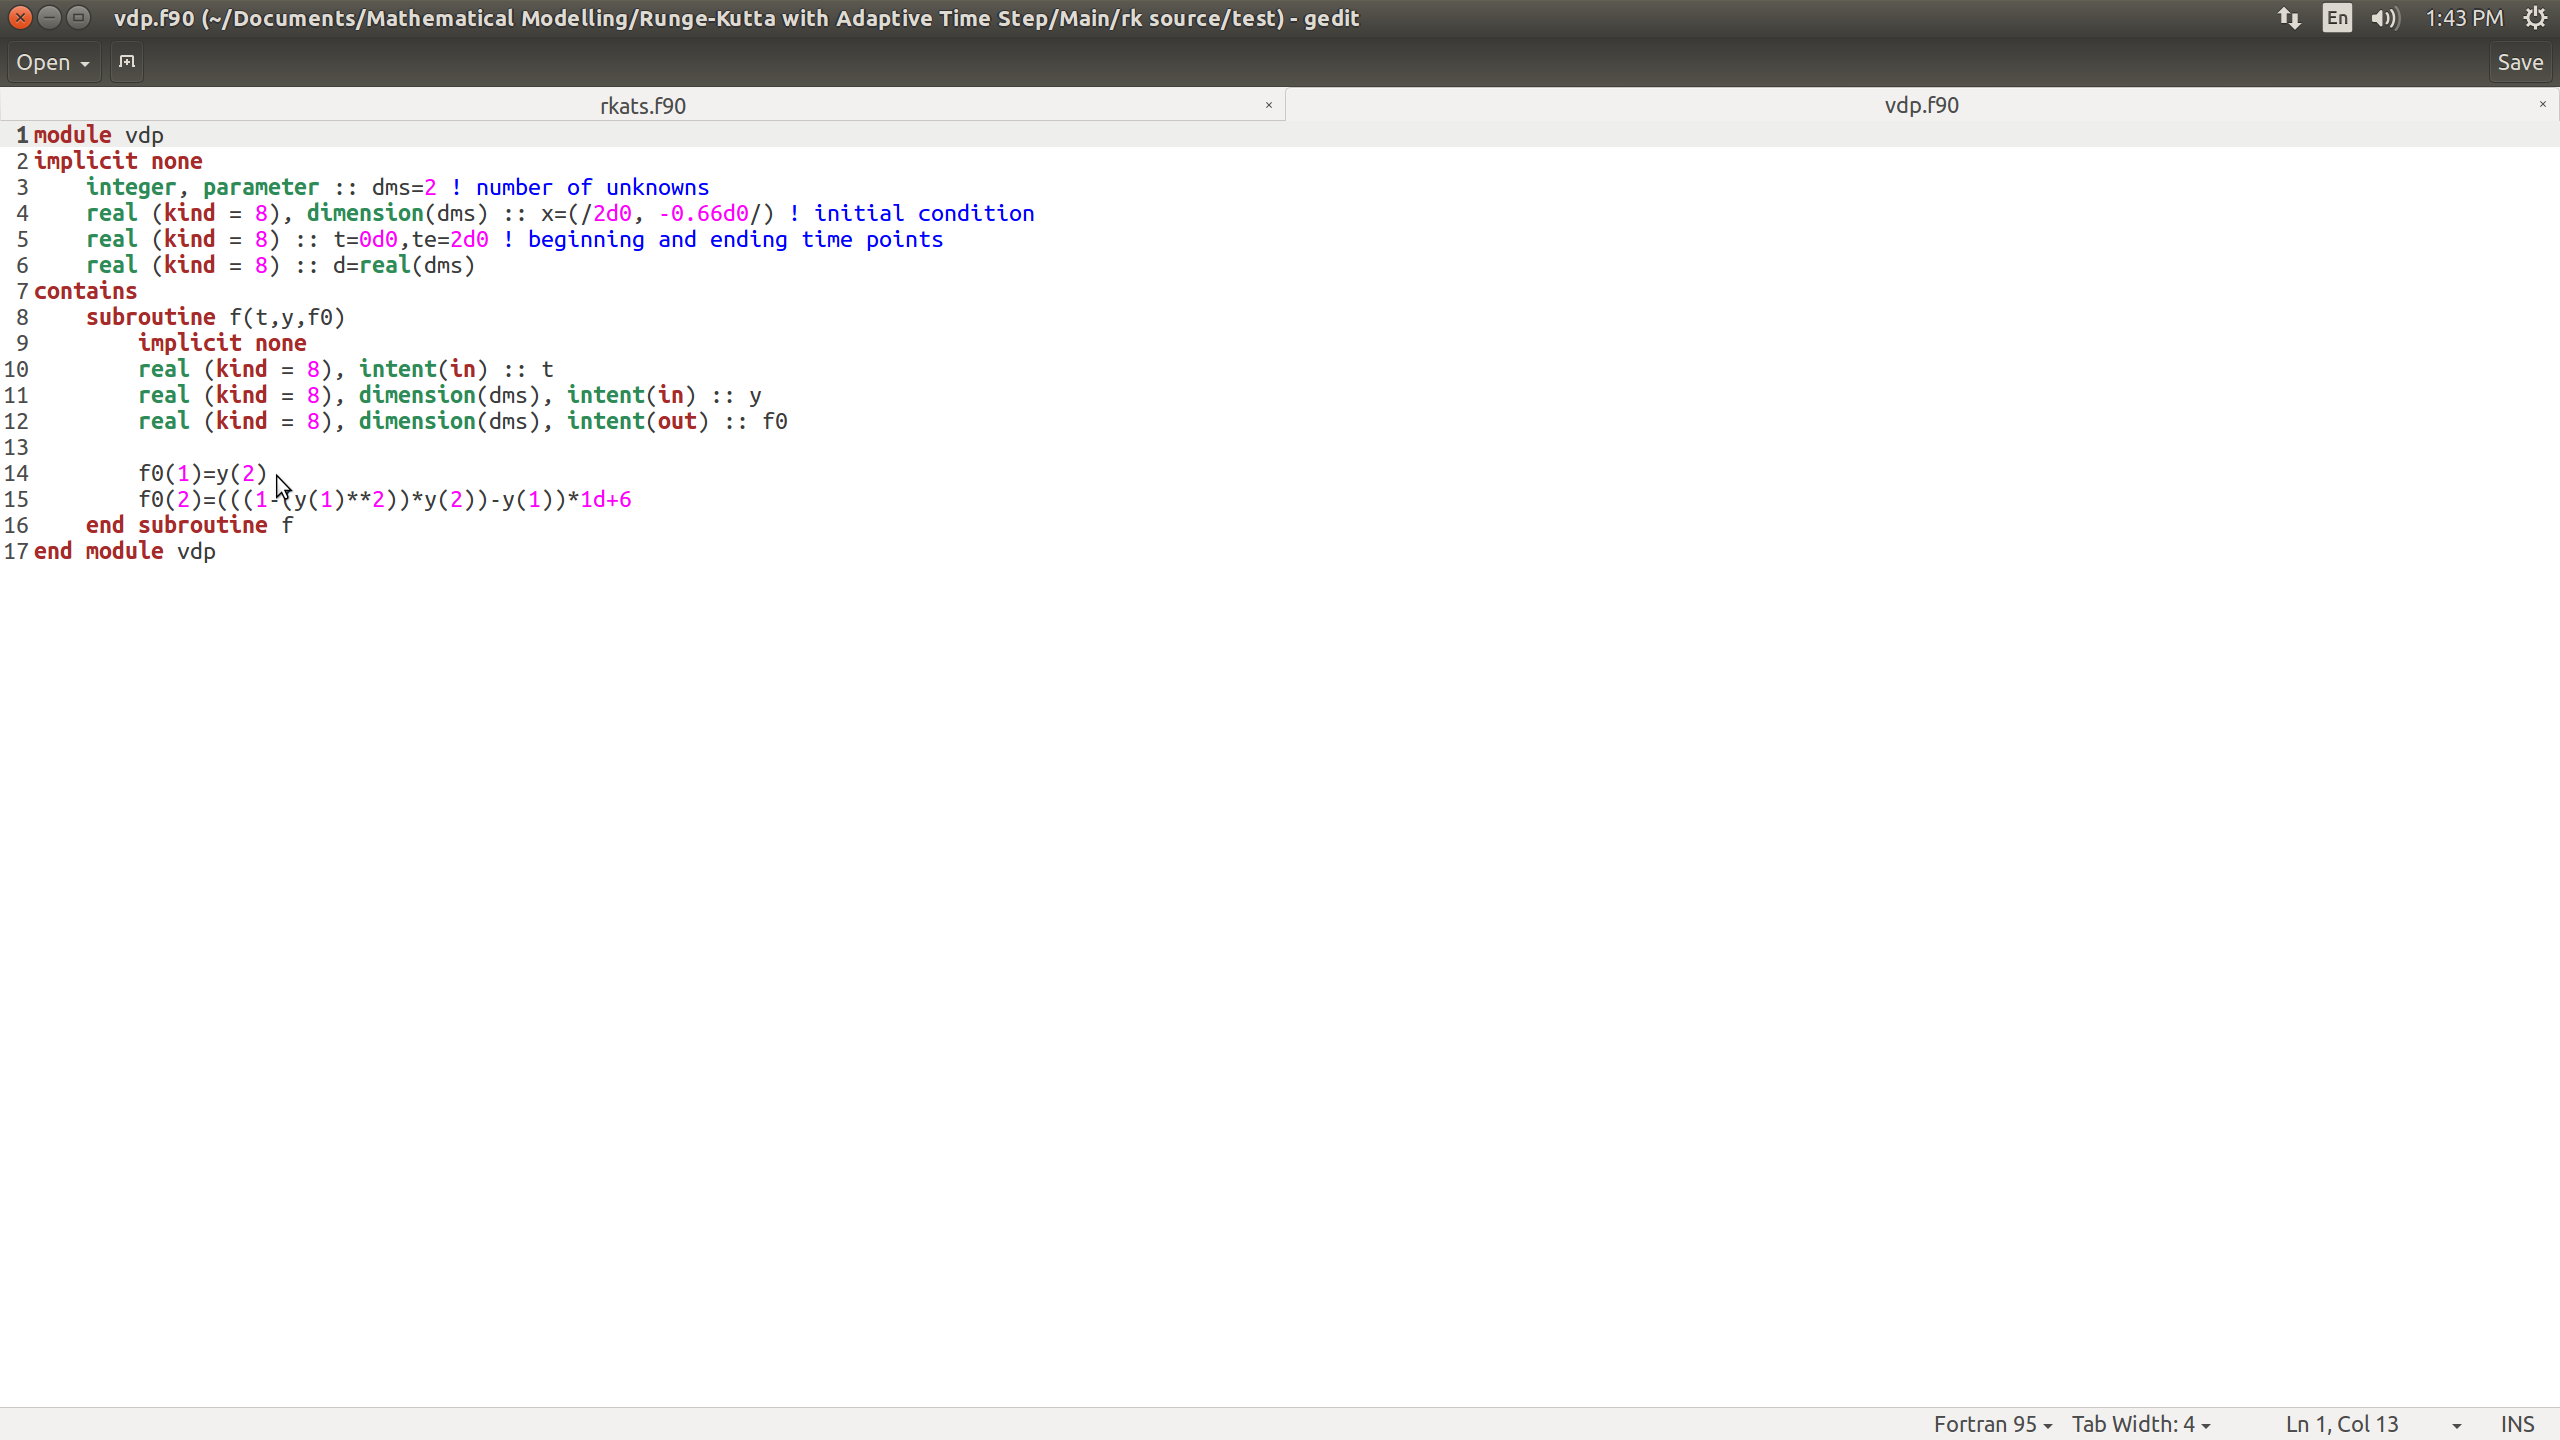 vdp.f90 (~/Documents/Mathematical Modelling/Runge-Kutta with Adaptive Time Step/Main/rk source/test) - gedit
En
1:43 PM
Open
Save
rkats.f90
vdp.f90
1 module vdp
2 implicit none
3     integer, parameter :: dms=2 ! number of unknowns
4     real (kind = 8), dimension(dms) :: x=(/2d0, -0.66d0/) ! initial condition
5     real (kind = 8) :: t=0d0,te=2d0 ! beginning and ending time points
6     real (kind = 8) :: d=real(dms)
7 contains
8     subroutine f(t,y,f0)
9         implicit none
10         real (kind = 8), intent(in) :: t
11         real (kind = 8), dimension(dms), intent(in) :: y
12         real (kind = 8), dimension(dms), intent(out) :: f0
13
14         f0(1)=y(2)
15         f0(2)=(((1-(y(1)**2))*y(2))-y(1))*1d+6
16     end subroutine f
17 end module vdp
Fortran 95
Tab Width: 4
Ln 1, Col 13
INS